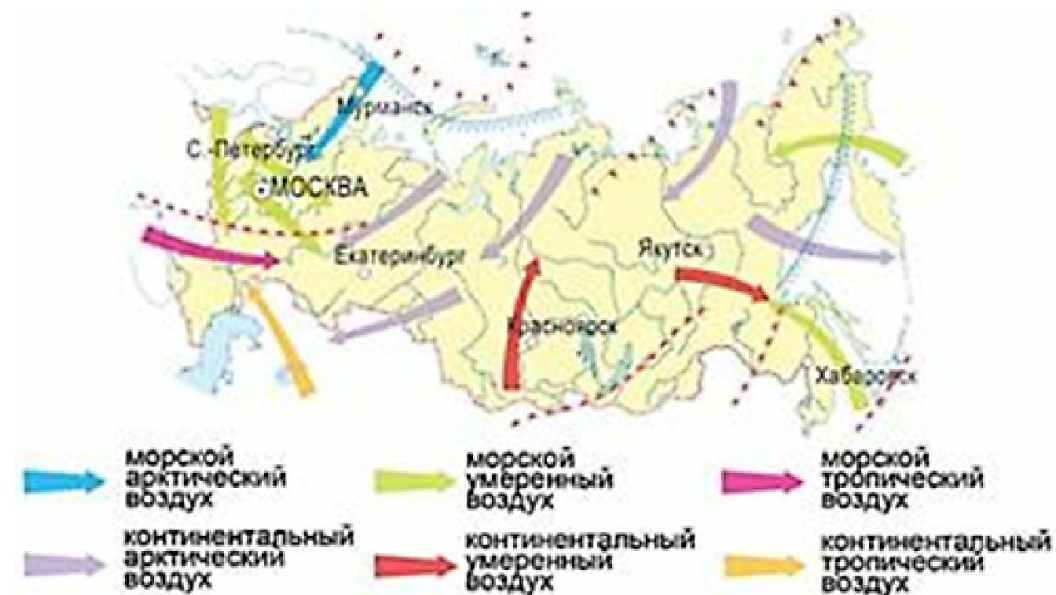 Мурманск
С.-Петербург
МОСКВА
Екатеринбург
Якутск
Красноярск
Хабаровск
морской
арктический
воздух
морской
умеренный
воздух
морской
тропический
воздух
континентальный
арктический
воздух
континентальный
умеренный
воздух
континентальный
тропический
воздух